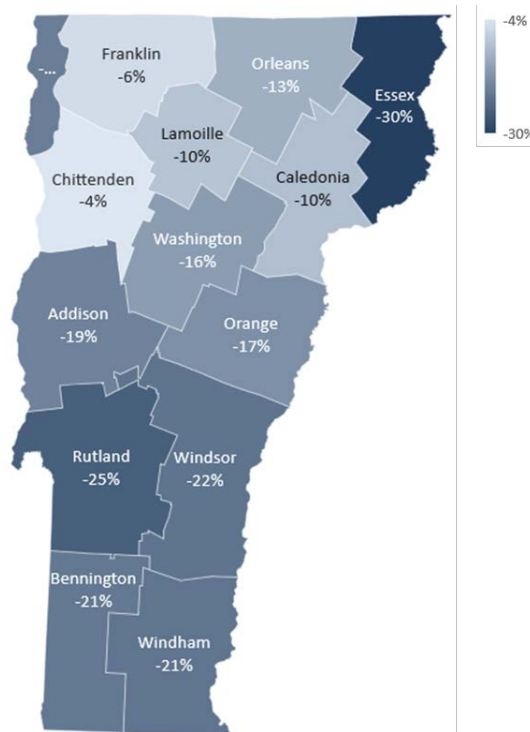 -4%
-30%
Franklin
-6%
Orleans
-13%
Essex
-30%
-...
Lamoille
-10%
Chittenden
-4%
Caledonia
-10%
Washington
-16%
Addison
-19%
Orange
-17%
Rutland
-25%
Windsor
-22%
Bennington
-21%
Windham
-21%